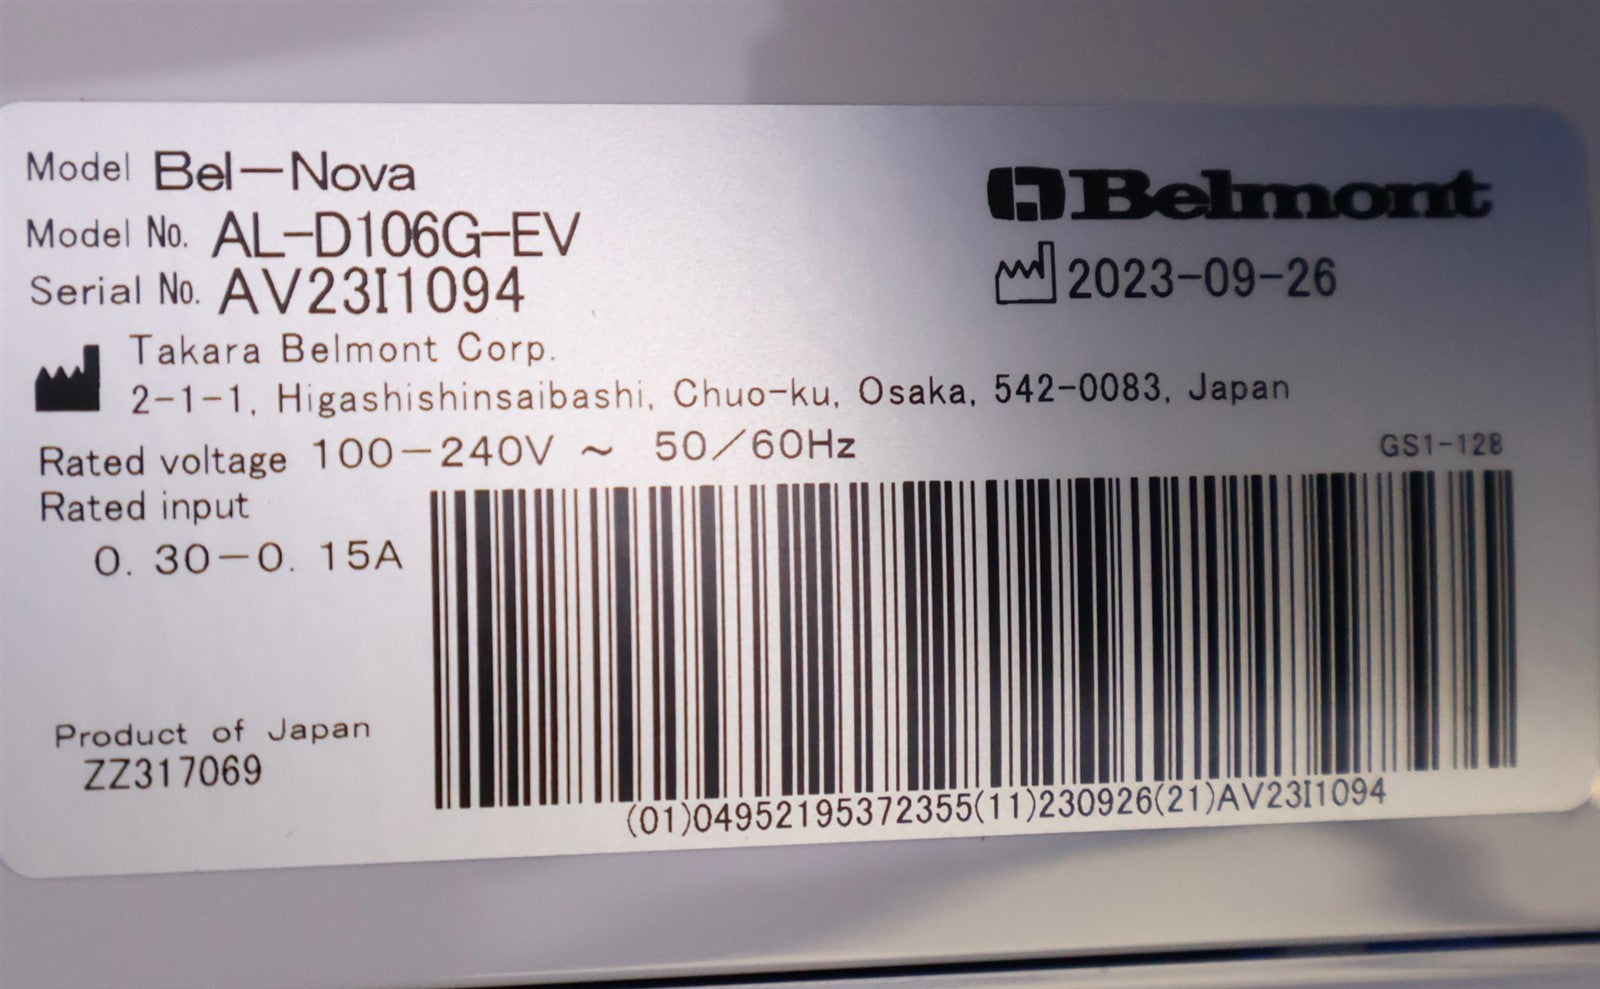 Model Bel-Nova
Model No. AL-D106G-EV
Serial No. AV23I1094
Belmont
2023-09-26
Takara Belmont Corp.
2-1-1, Higashishinsaibashi, Chuo-ku, Osaka, 542-0083, Japan
Rated voltage 100-240V ~ 50/60Hz
Rated input
0.30-0.15A
GS1-128
Product of Japan
ZZ317069
(01)04952195372355(11)230926(21)AV23I1094